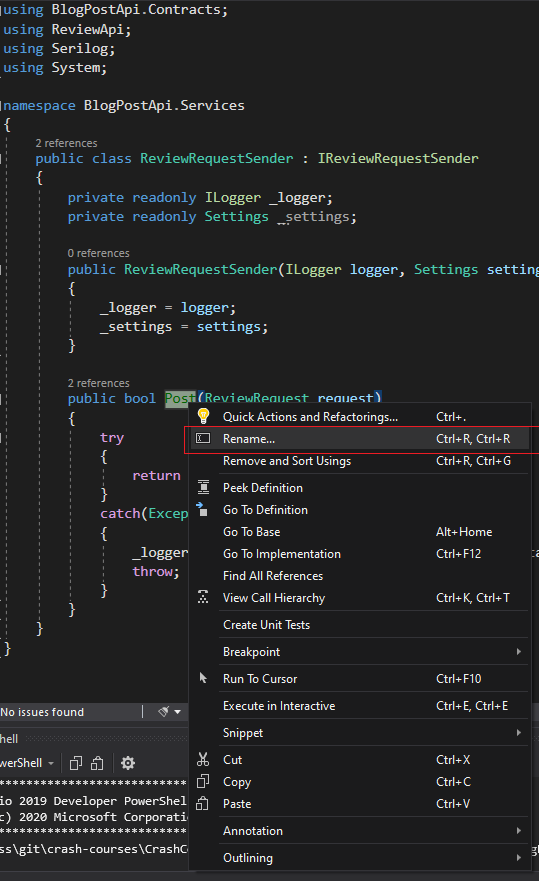 using BlogPostApi.Contracts;
using ReviewApi;
using Serilog;
using System;
namespace BlogPostApi.Services
{
2 references
public class ReviewRequestSender : IReviewRequestSender
{
private readonly ILogger _logger;
private readonly Settings _settings;
0 references
public ReviewRequestSender(ILogger logger, Settings setting
{
_logger = logger;
_settings = settings;
}
2 references
public bool Post(ReviewRequest request)
{
Quick Actions and Refactorings... Ctrl+.
try
Rename... Ctrl+R, Ctrl+R
{
Remove and Sort Usings Ctrl+R, Ctrl+G
return
Peek Definition
}
Go To Definition
catch(Excep
{
Go To Base Alt+Home
_logger
Go To Implementation Ctrl+F12
throw;
Find All References
}
View Call Hierarchy Ctrl+K, Ctrl+T
}
Create Unit Tests
}
}
Breakpoint
Run To Cursor Ctrl+F10
Execute in Interactive Ctrl+E, Ctrl+E
No issues found
Snippet
hell
Cut Ctrl+X
werShell
Copy Ctrl+C
**********************
io 2019 Developer PowerShel
Paste Ctrl+V
c) 2020 Microsoft Corporatio
**********************
Annotation
ss\git\crash-courses\CrashCo
Outlining